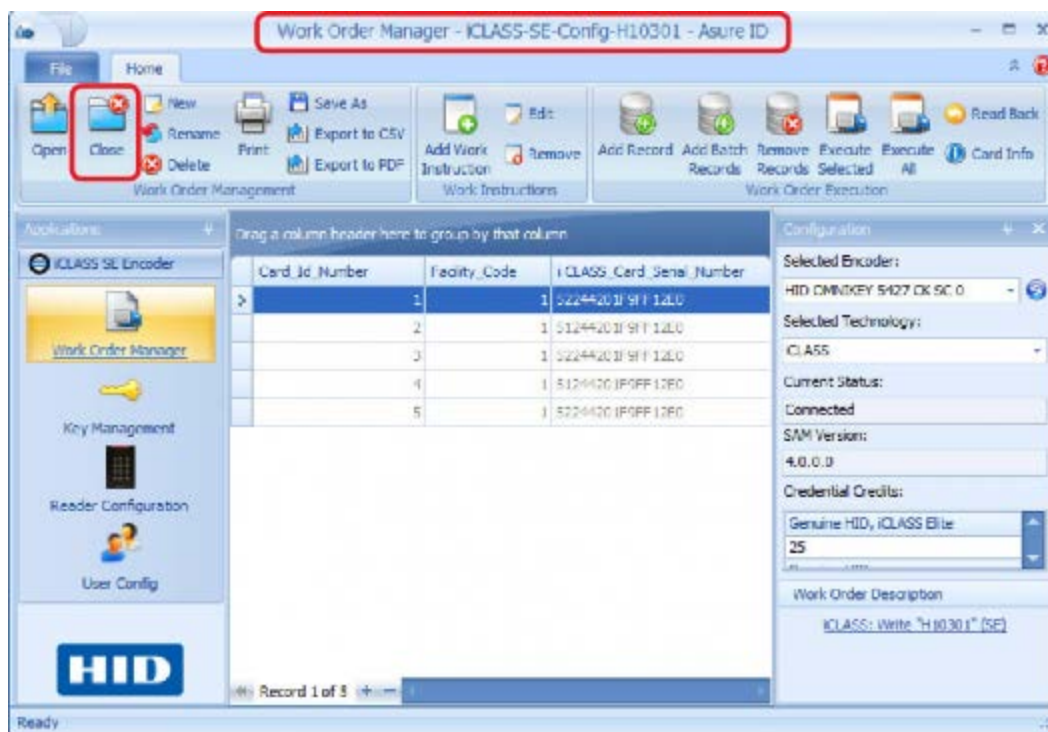 Work Order Manager - iCLASS-SE-Config-H10301 - Asure ID
File Home
Open Close New Rename Delete
Print Save As Export to CSV Export to PDF
Work Order Management
Add Work Instruction Edit Remove
Work Instructions
Add Record Add Batch Records Remove Records Execute Selected Execute All Read Back Card Info
Work Order Execution
Applications
iCLASS SE Encoder
Work Order Manager
Key Management
Reader Configuration
User Config
HID
Drag a column header here to group by that column
Card_Id_Number Facility_Code iCLASS_Card_Serial_Number
1 1
2 1
3 1
4 1
5 1
Record 1 of 5
Configuration
Selected Encoder:
HID OMNIKEY 5427 CK SC 0
Selected Technology:
iCLASS
Current Status:
Connected
SAM Version:
4.0.0.0
Credential Credits:
Genuine HID, iCLASS Elite
25
Work Order Description
iCLASS: Write "H10301" (SE)
Ready